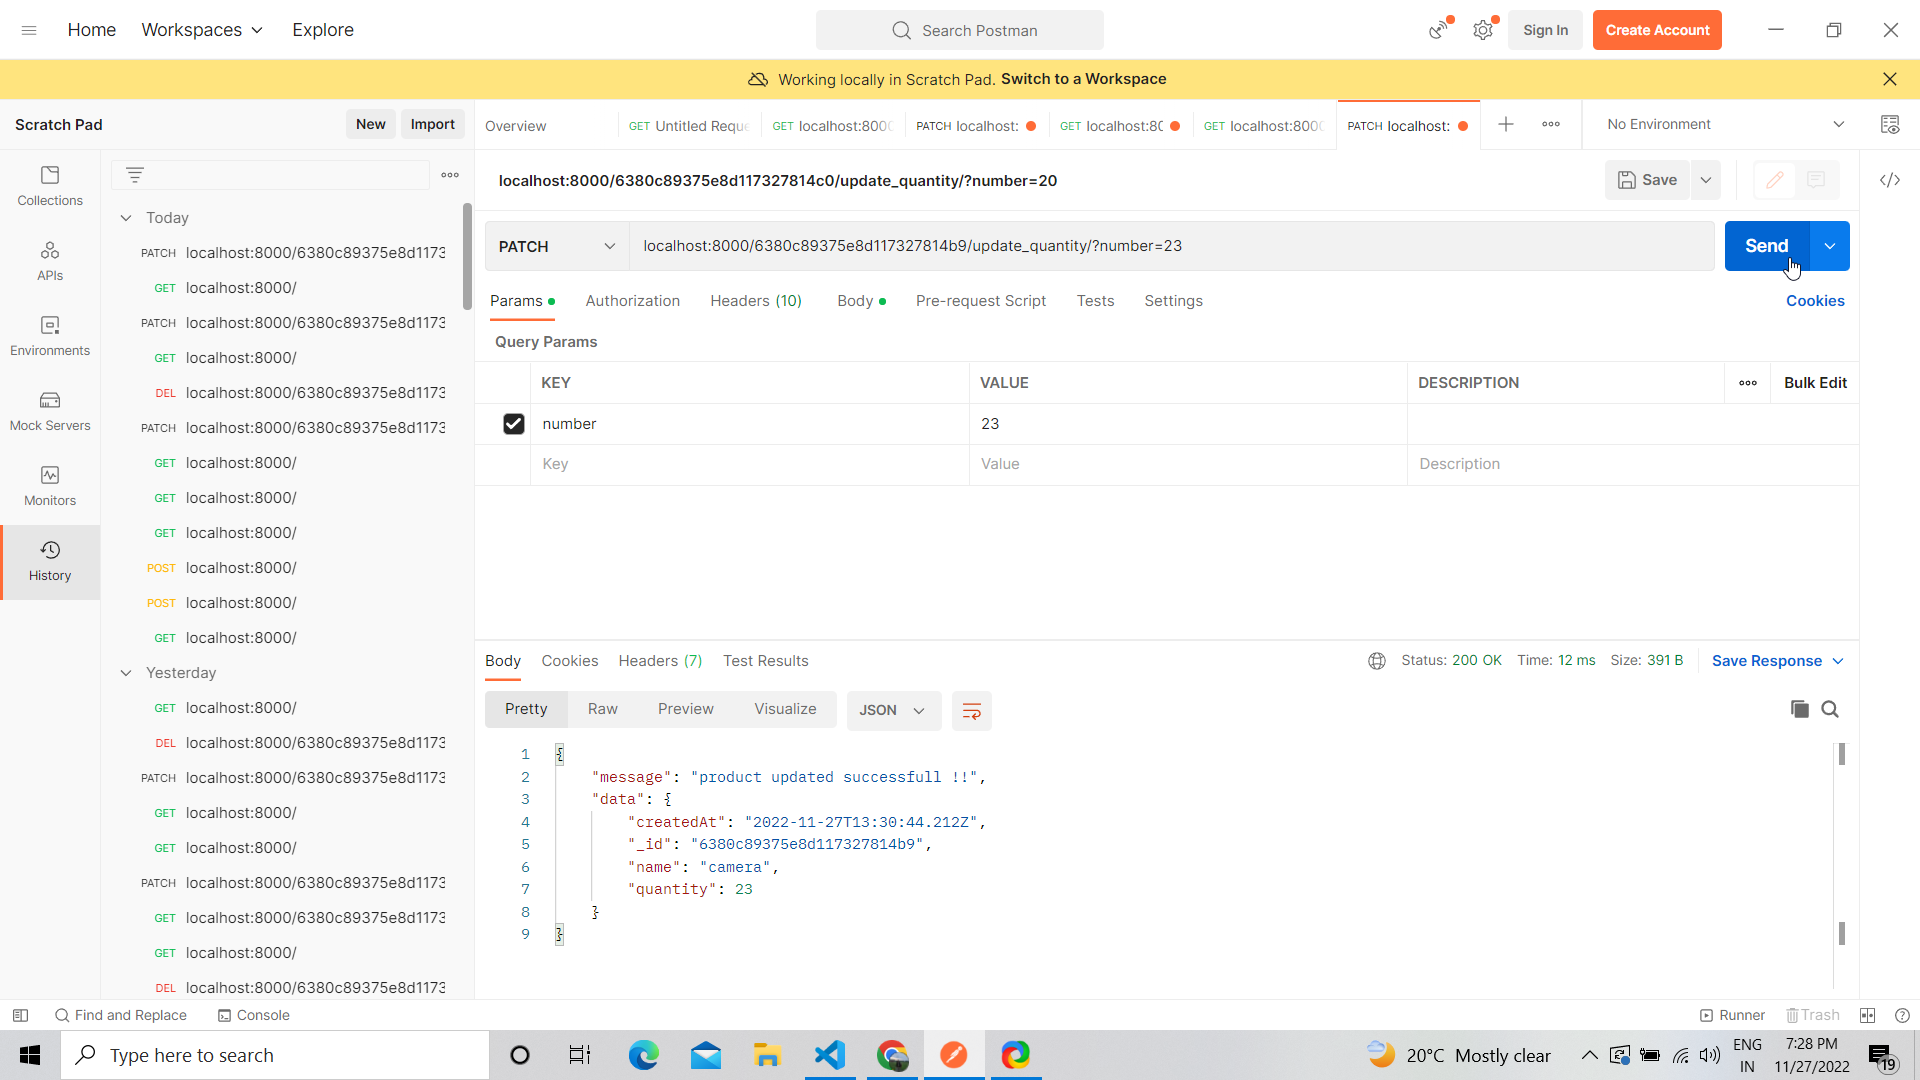 Home
Workspaces
Explore
Search Postman
Sign In
Create Account
Working locally in Scratch Pad. Switch to a Workspace
Scratch Pad
New
Import
Overview
GET Untitled Reque
GET localhost:800
PATCH localhost:
GET localhost:80
GET localhost:800
PATCH localhost:
No Environment
Collections
APIs
Environments
Mock Servers
Monitors
History
Today
PATCH localhost:8000/6380c89375e8d1173
GET localhost:8000/
PATCH localhost:8000/6380c89375e8d1173
GET localhost:8000/
DEL localhost:8000/6380c89375e8d1173
PATCH localhost:8000/6380c89375e8d1173
GET localhost:8000/
GET localhost:8000/
GET localhost:8000/
POST localhost:8000/
POST localhost:8000/
GET localhost:8000/
Yesterday
GET localhost:8000/
DEL localhost:8000/6380c89375e8d1173
PATCH localhost:8000/6380c89375e8d1173
GET localhost:8000/
GET localhost:8000/
PATCH localhost:8000/6380c89375e8d1173
GET localhost:8000/6380c89375e8d1173
GET localhost:8000/
DEL localhost:8000/6380c89375e8d1173
localhost:8000/6380c89375e8d117327814c0/update_quantity/?number=20
Save
PATCH
localhost:8000/6380c89375e8d117327814b9/update_quantity/?number=23
Send
Params
Authorization
Headers (10)
Body
Pre-request Script
Tests
Settings
Cookies
Query Params
KEY VALUE DESCRIPTION Bulk Edit
number 23
Key Value Description
Body
Cookies
Headers (7)
Test Results
Status: 200 OK Time: 12 ms Size: 391 B
Save Response
Pretty
Raw
Preview
Visualize
JSON
1 {
2 "message": "product updated successfull !!",
3 "data": {
4 "createdAt": "2022-11-27T13:30:44.212Z",
5 "_id": "6380c89375e8d117327814b9",
6 "name": "camera",
7 "quantity": 23
8 }
9 }
Find and Replace
Console
Runner
Trash
Type here to search
20°C Mostly clear
ENG
IN
7:28 PM
11/27/2022
19